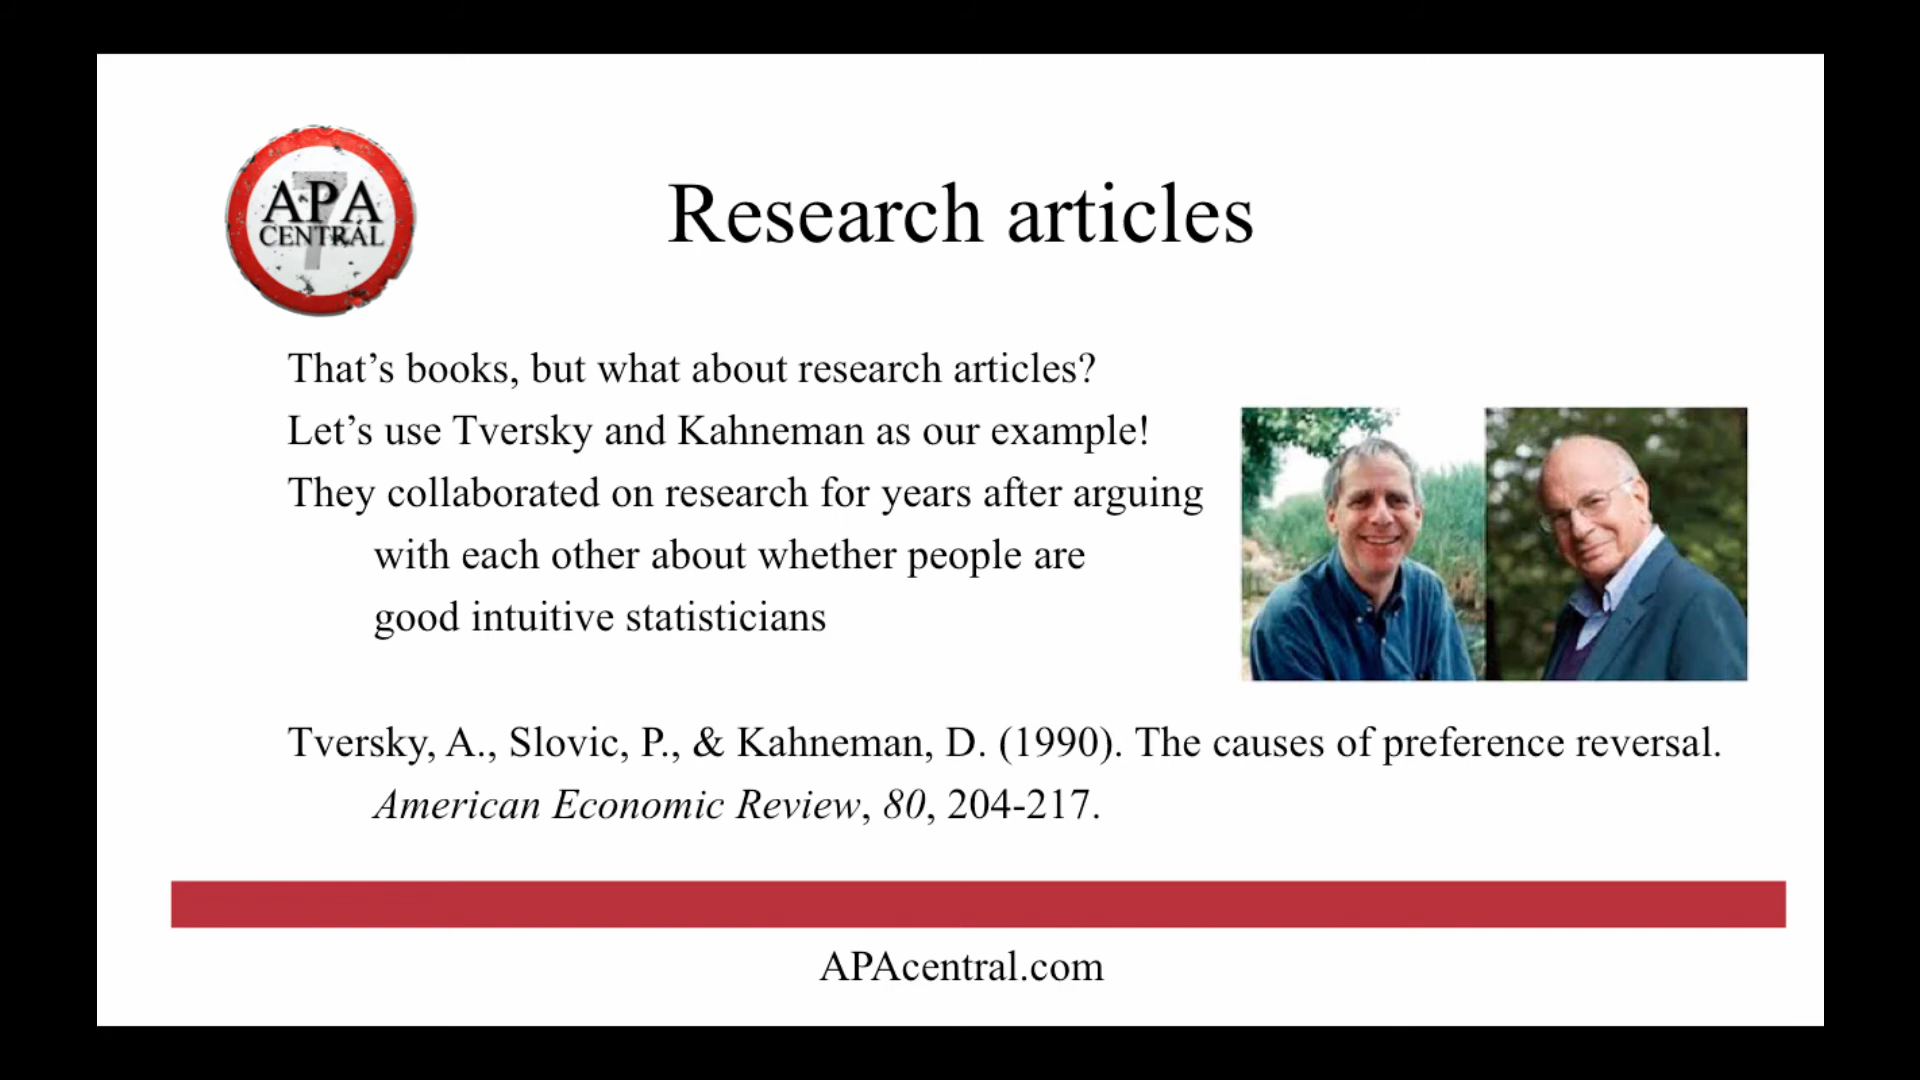 7
APA
CENTRAL
Research articles
That’s books, but what about research articles?
Let’s use Tversky and Kahneman as our example!
They collaborated on research for years after arguing
with each other about whether people are
good intuitive statisticians
Tversky, A., Slovic, P., & Kahneman, D. (1990). The causes of preference reversal.
American Economic Review, 80, 204-217.
APAcentral.com